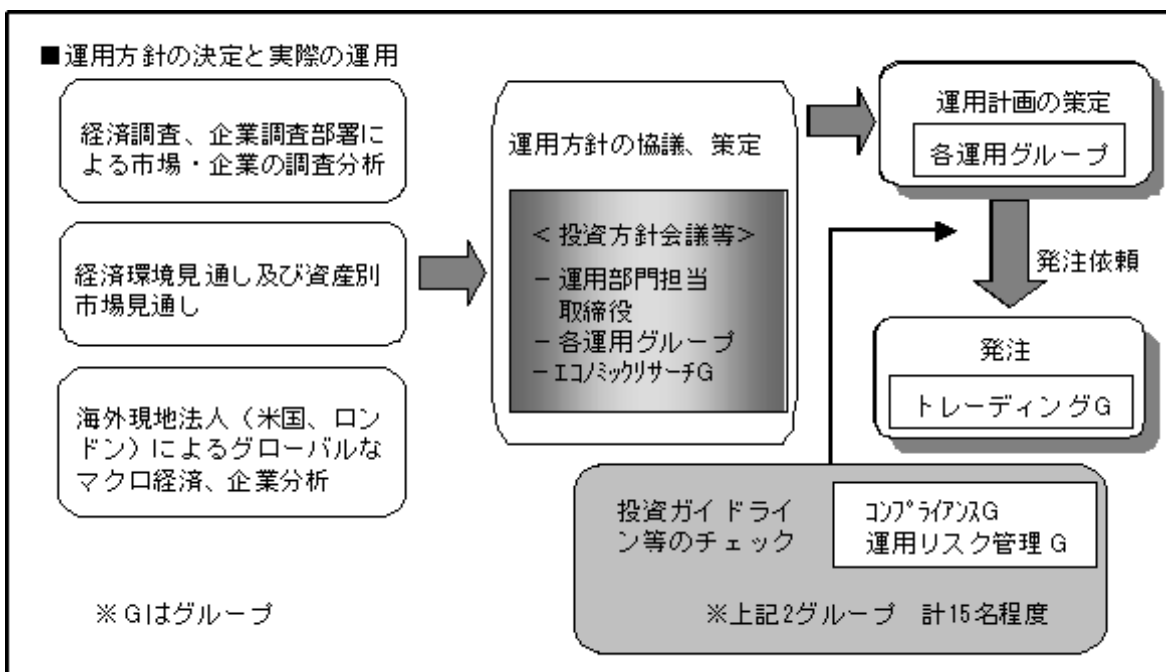 ■運用方針の決定と実際の運用
経済調査、企業調査部署に
よる市場・企業の調査分析
経済環境見通し及び資産別
市場見通し
海外現地法人(米国、ロン
ドン)によるグローバルな
マクロ経済、企業分析
運用方針の協議、策定
<投資方針会議等>
－運用部門担当
取締役
－各運用グループ
－ｴｺﾉﾐｯｸﾘｻｰﾁG
運用計画の策定
各運用グループ
発注依頼
発注
トレーディングG
投資ガイドライ
ン等のチェック
ｺﾝﾌﾟﾗｲｱﾝｽG
運用リスク管理G
※上記2グループ 計15名程度
※Gはグループ